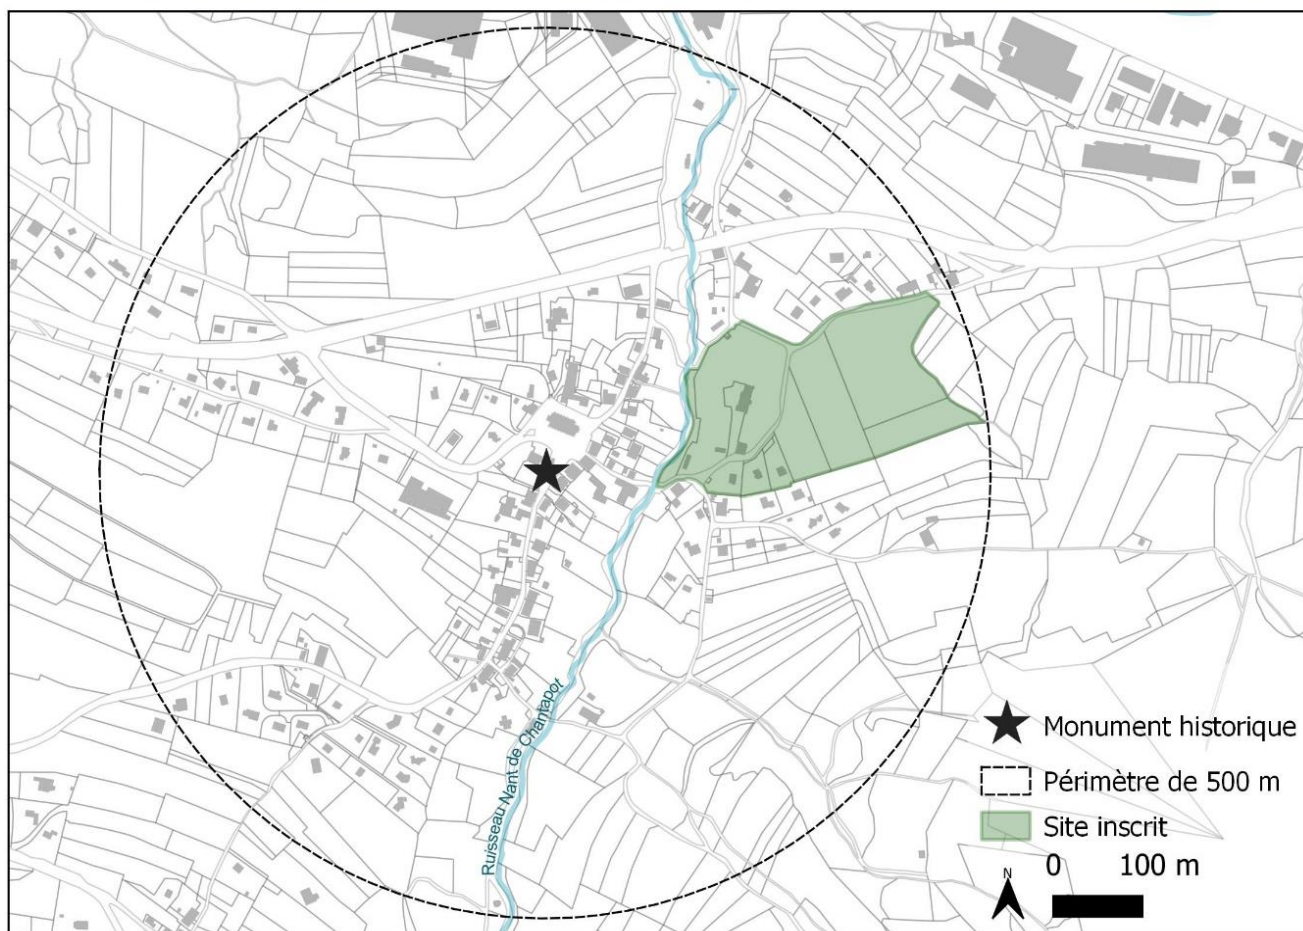 Ruisseau Nant de Chantapot
Monument historique
Périmètre de 500 m
Site inscrit
0 100 m
N